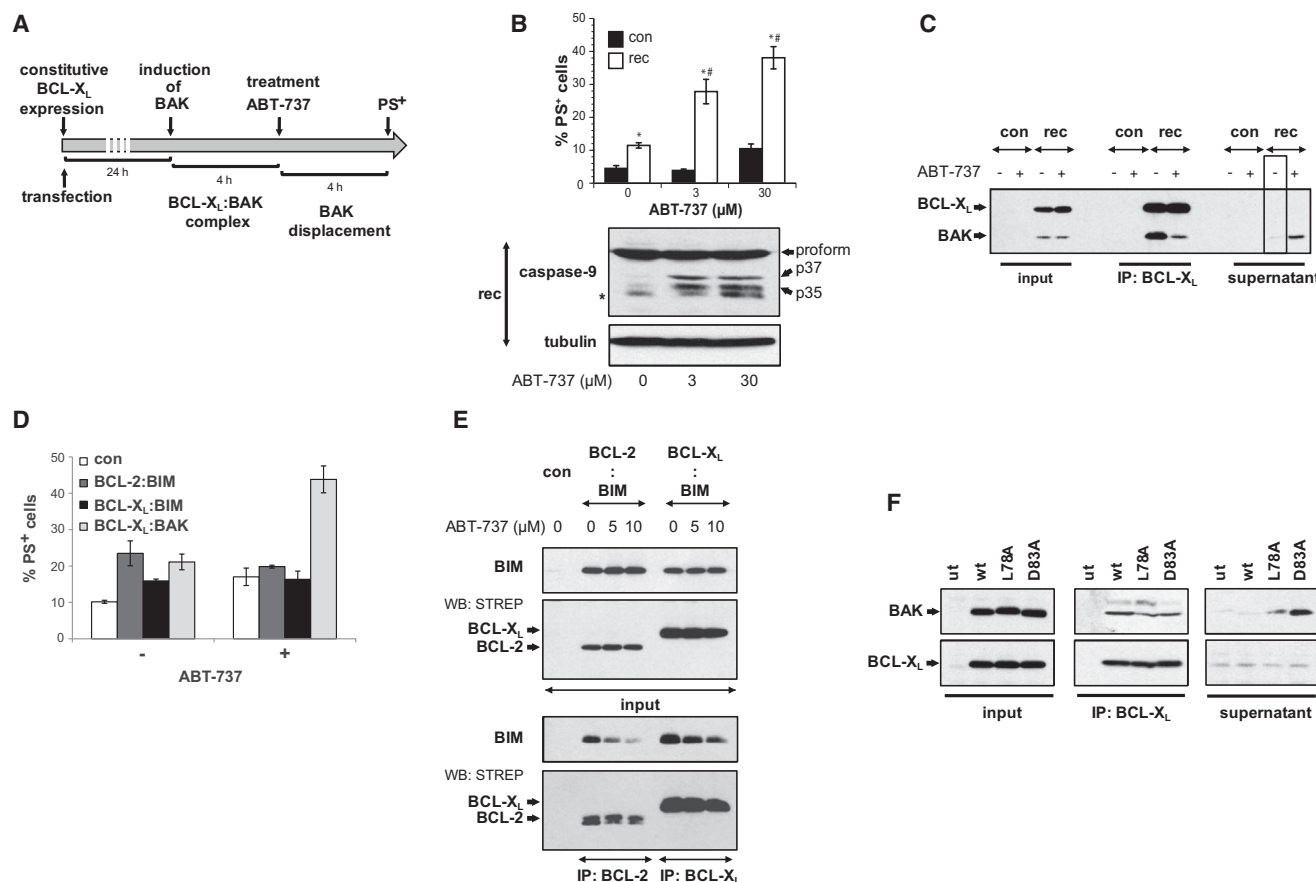 A
constitutive
BCL-XL
expression
induction
of
BAK
treatment
ABT-737
PS+
24 h
4 h
4 h
transfection
BCL-XL:BAK
complex
BAK
displacement
B
% PS+ cells
50
40
30
20
10
0
con
rec
*
*#
*#
0
3
30
ABT-737 (µM)
rec
caspase-9
*
proform
p37
p35
tubulin
ABT-737 (µM) 0 3 30
C
con rec con rec con rec
ABT-737 - + - + - + - + - + - +
BCL-XL
BAK
input
IP: BCL-XL
supernatant
D
% PS+ cells
50
40
30
20
10
0
con
BCL-2:BIM
BCL-XL:BIM
BCL-XL:BAK
- +
ABT-737
E
con
BCL-2
:
BIM
BCL-XL
:
BIM
ABT-737 (µM) 0 0 5 10 0 5 10
BIM
WB: STREP
BCL-XL
BCL-2
input
BIM
WB: STREP
BCL-XL
BCL-2
IP: BCL-2 IP: BCL-XL
F
ut wt L78A D83A
ut wt L78A D83A
ut wt L78A D83A
BAK
BCL-XL
input
IP: BCL-XL
supernatant